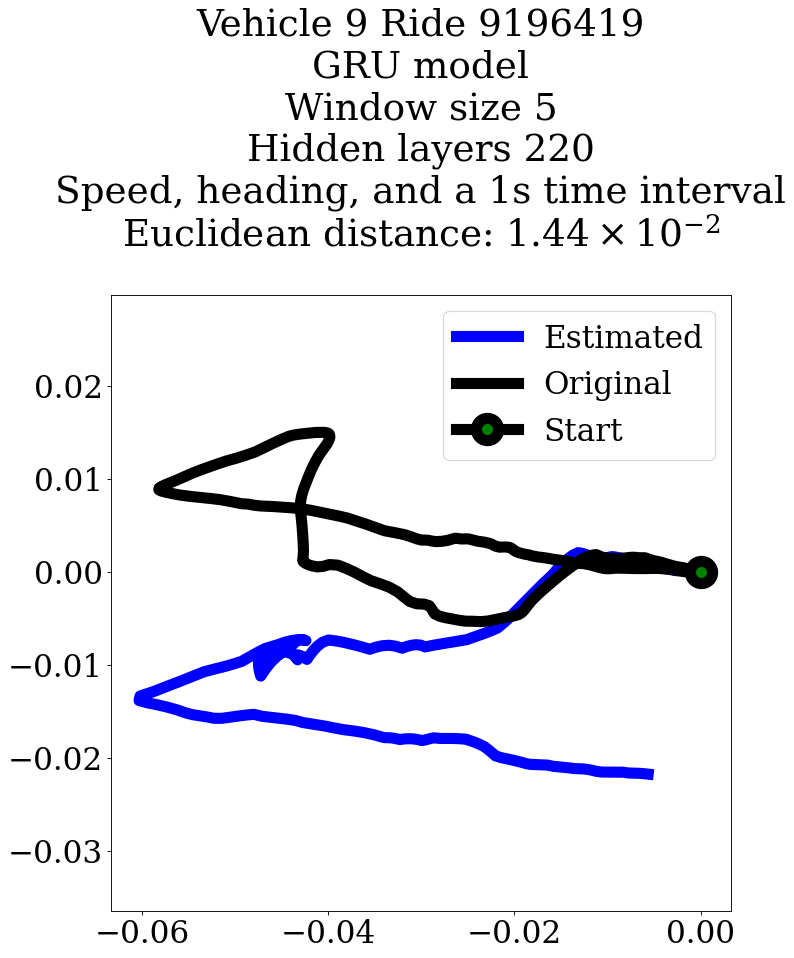 Vehicle 9 Ride 9196419
GRU model
Window size 5
Hidden layers 220
Speed, heading, and a 1s time interval
Euclidean distance: 1.44 × 10⁻²
Estimated
Original
Start
0.02
0.01
0.00
−0.01
−0.02
−0.03
−0.06
−0.04
−0.02
0.00